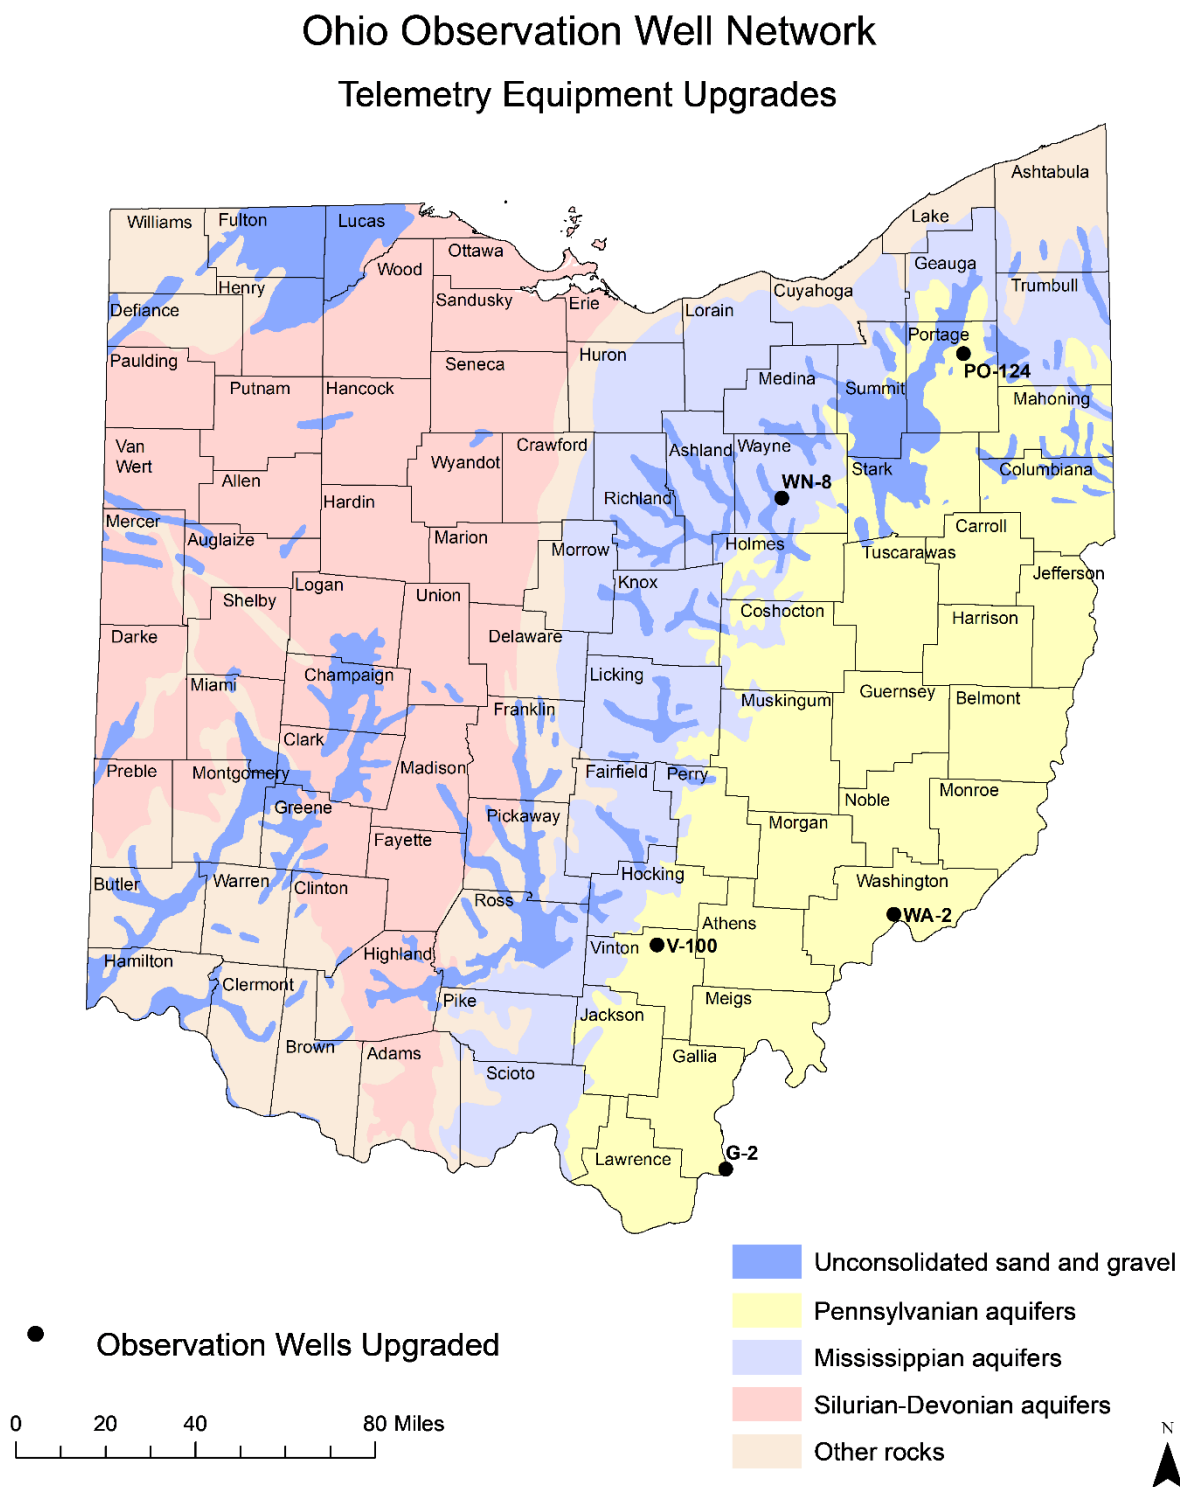 Ohio Observation Well Network
Telemetry Equipment Upgrades
Ashtabula
Williams
Fulton
Lucas
Lake
Ottawa
Geauga
Wood
Henry
Cuyahoga
Trumbull
Defiance
Sandusky
Erie
Lorain
Portage
Paulding
Huron
Seneca
PO-124
Putnam
Hancock
Medina
Summit
Mahoning
Van
Wert
Crawford
Ashland
Wayne
Wyandot
Stark
Columbiana
Allen
WN-8
Hardin
Richland
Mercer
Carroll
Auglaize
Marion
Morrow
Holmes
Tuscarawas
Jefferson
Logan
Knox
Union
Shelby
Coshocton
Harrison
Darke
Delaware
Champaign
Licking
Miami
Guernsey
Belmont
Franklin
Muskingum
Clark
Preble
Montgomery
Madison
Fairfield
Perry
Monroe
Greene
Noble
Pickaway
Morgan
Fayette
Butler
Warren
Clinton
Hocking
Washington
Ross
WA-2
Athens
Vinton
V-100
Hamilton
Highland
Clermont
Pike
Meigs
Jackson
Brown
Adams
Gallia
Scioto
G-2
Lawrence
Unconsolidated sand and gravel
Pennsylvanian aquifers
Observation Wells Upgraded
Mississippian aquifers
Silurian-Devonian aquifers
0 20 40 80 Miles
Other rocks
N